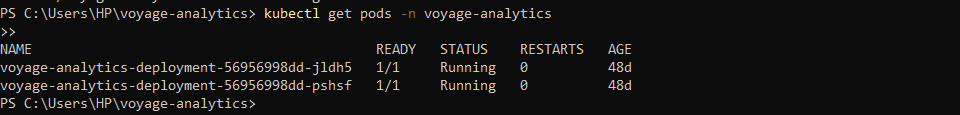 PS C:\Users\HP\voyage-analytics> kubectl get pods -n voyage-analytics
>>
NAME READY STATUS RESTARTS AGE
voyage-analytics-deployment-56956998dd-jldh5 1/1 Running 0 48d
voyage-analytics-deployment-56956998dd-pshsf 1/1 Running 0 48d
PS C:\Users\HP\voyage-analytics>